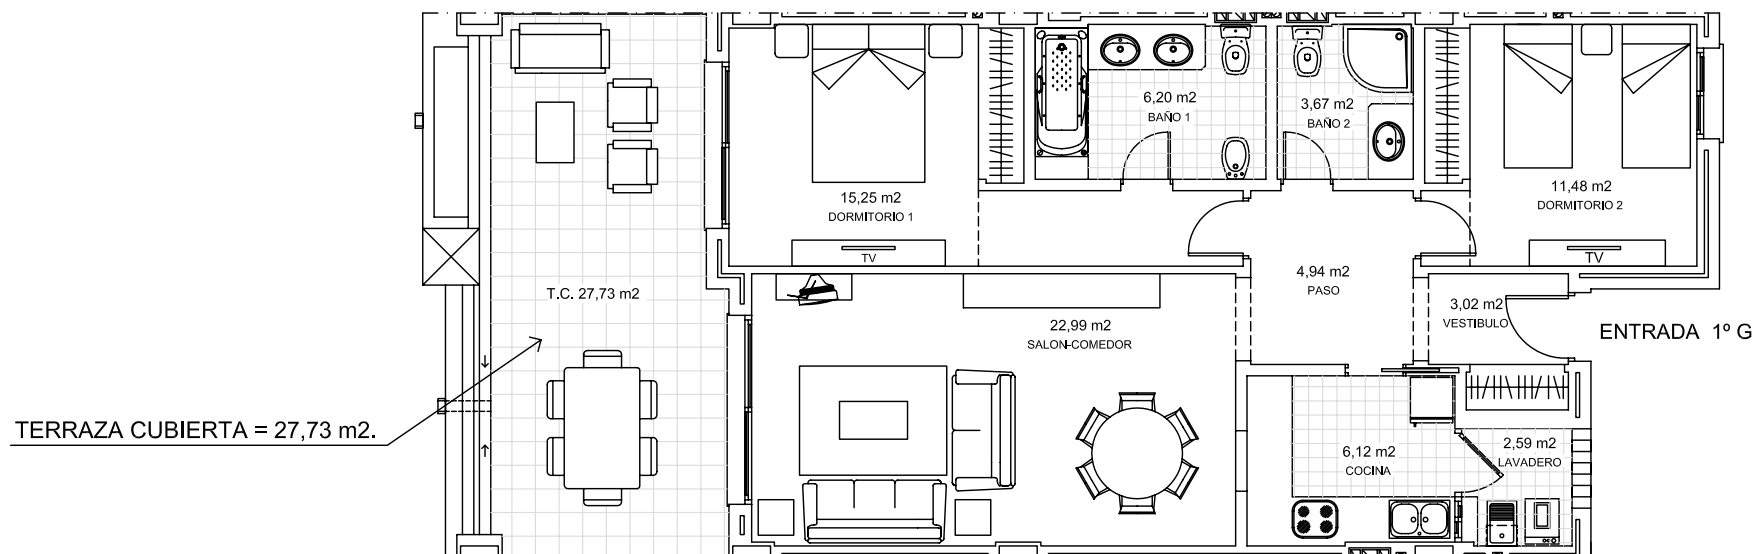 6,20 m2
BAÑO 1
3,67 m2
BAÑO 2
15,25 m2
DORMITORIO 1
11,48 m2
DORMITORIO 2
TV
TV
4,94 m2
PASO
T.C. 27,73 m2
3,02 m2
VESTIBULO
22,99 m2
SALON-COMEDOR
ENTRADA 1º G
TERRAZA CUBIERTA = 27,73 m2.
6,12 m2
COCINA
2,59 m2
LAVADERO